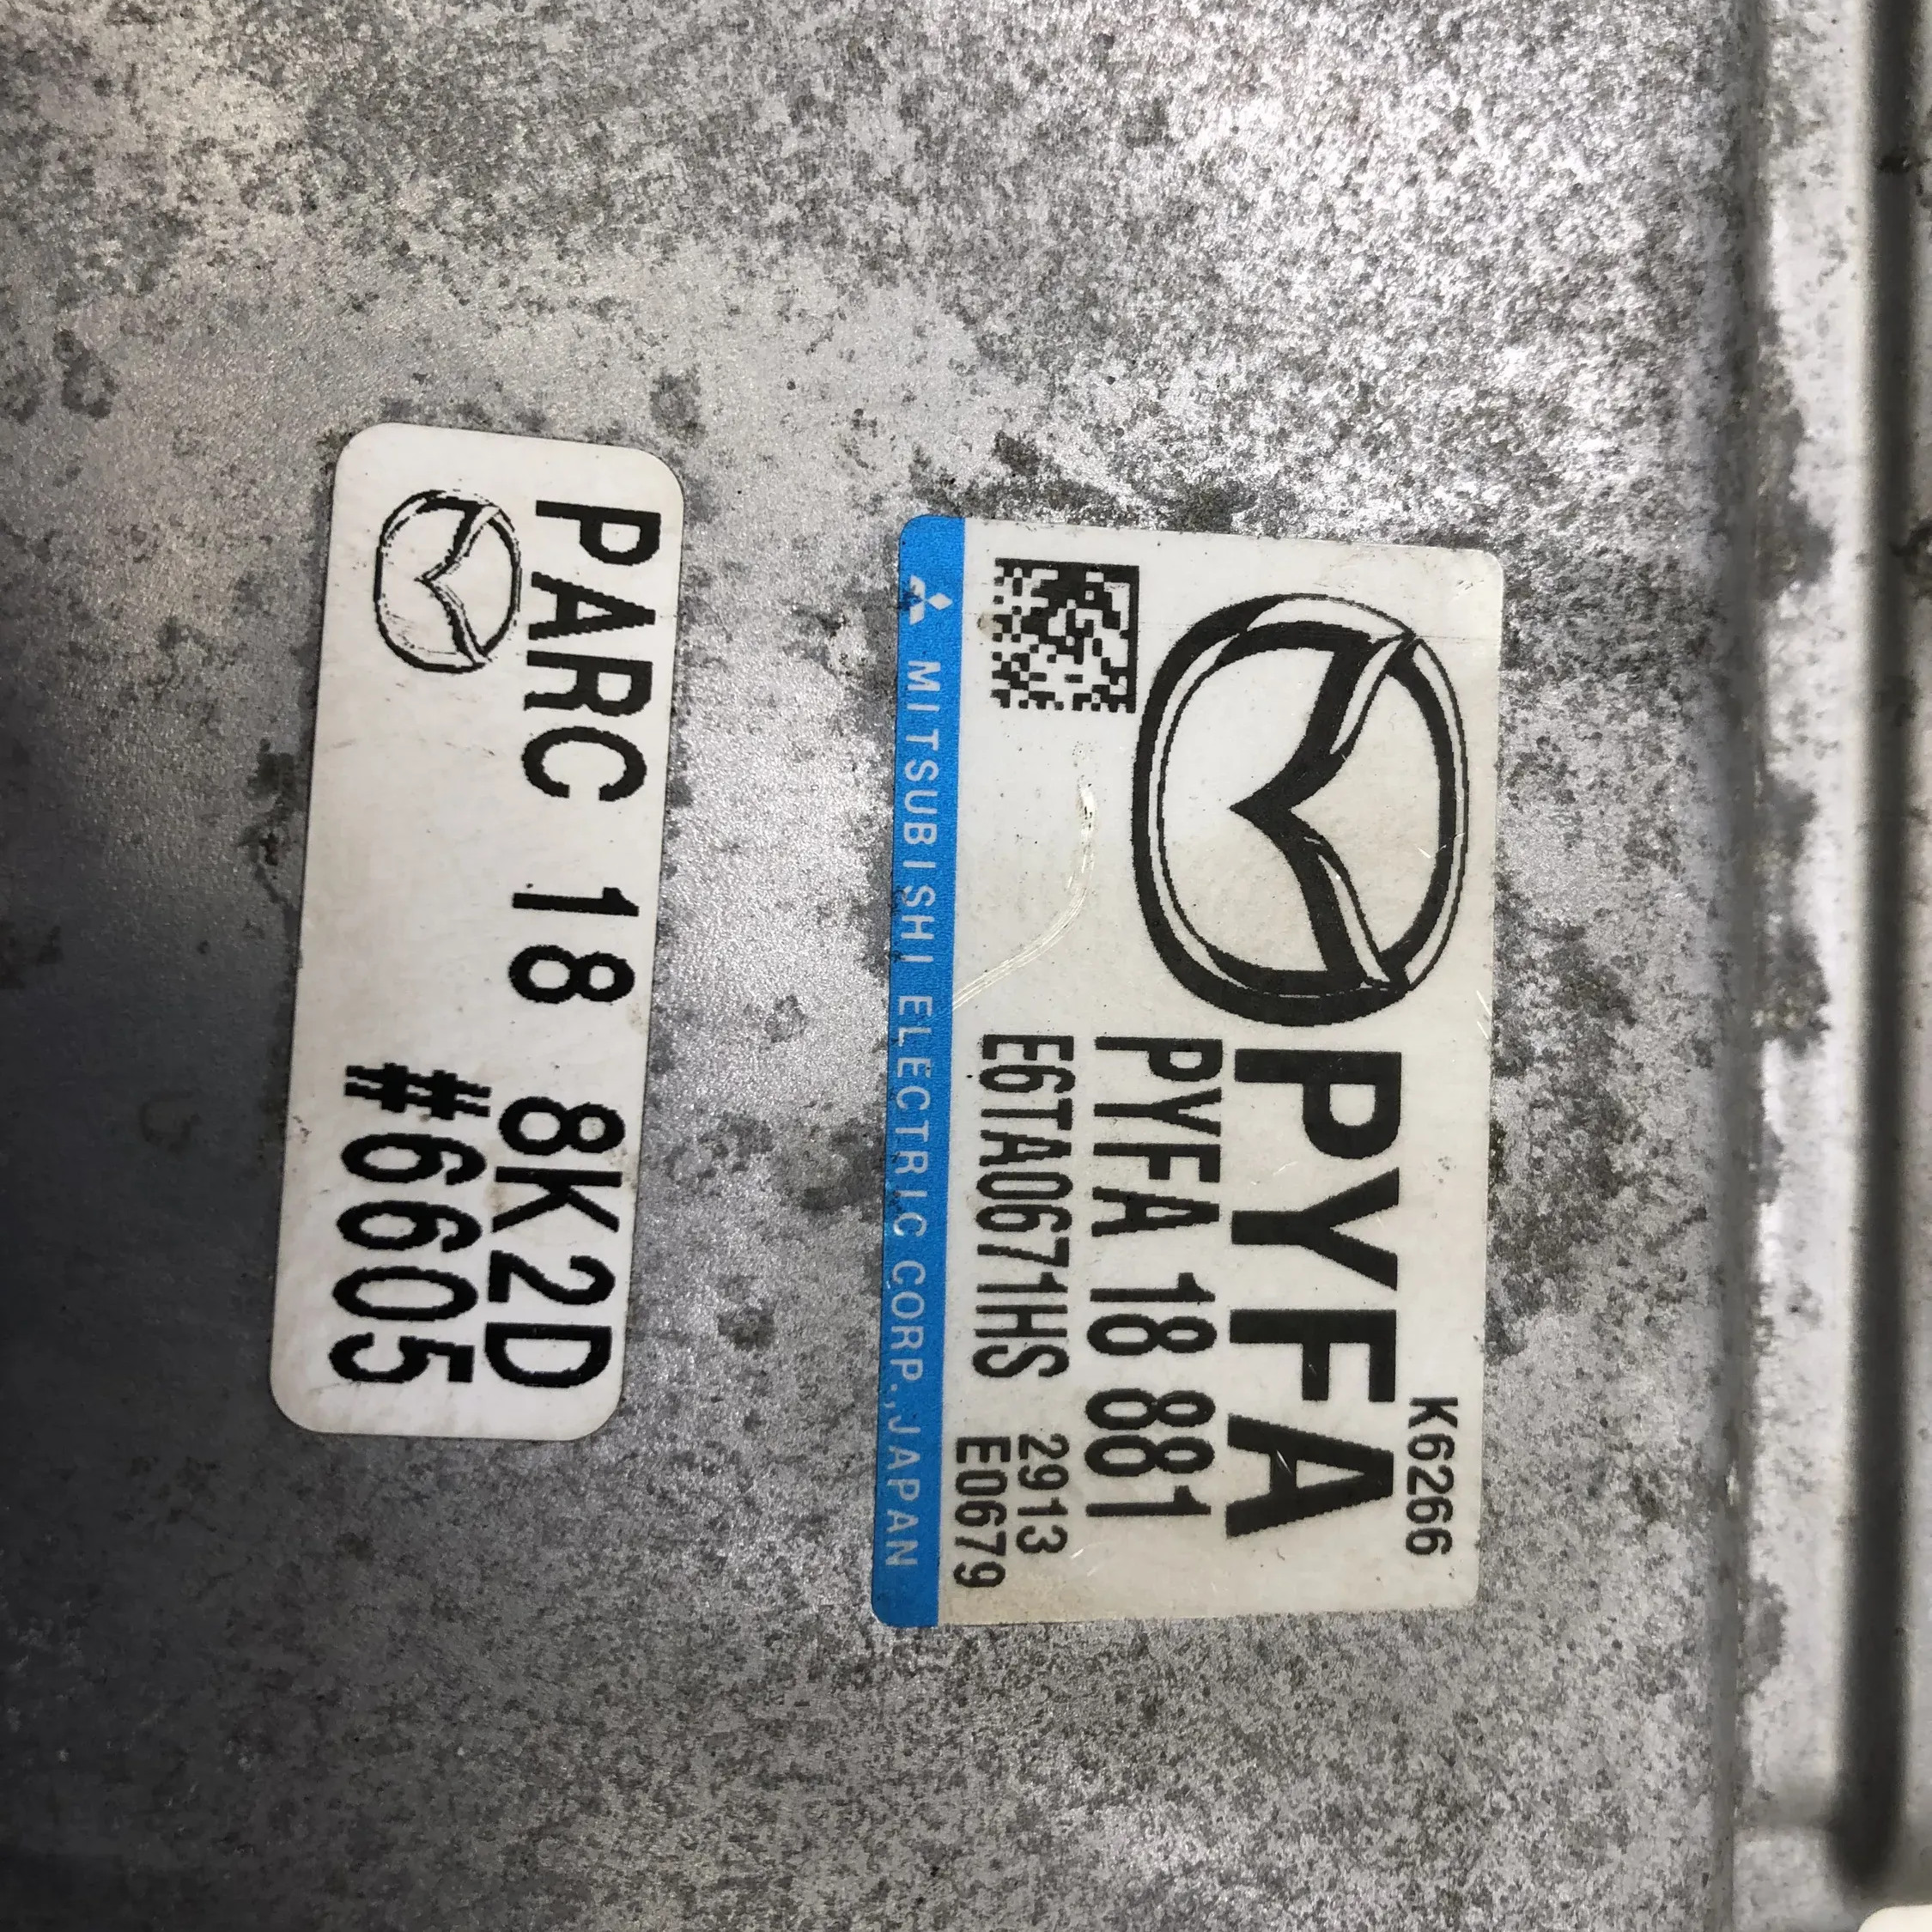 K6266
PYFA
PYFA 18 881
E6TA0671HS
2913
E0679
MITSUBISHI ELECTRIC CORP., JAPAN
PARC 18 8K2D
#6605